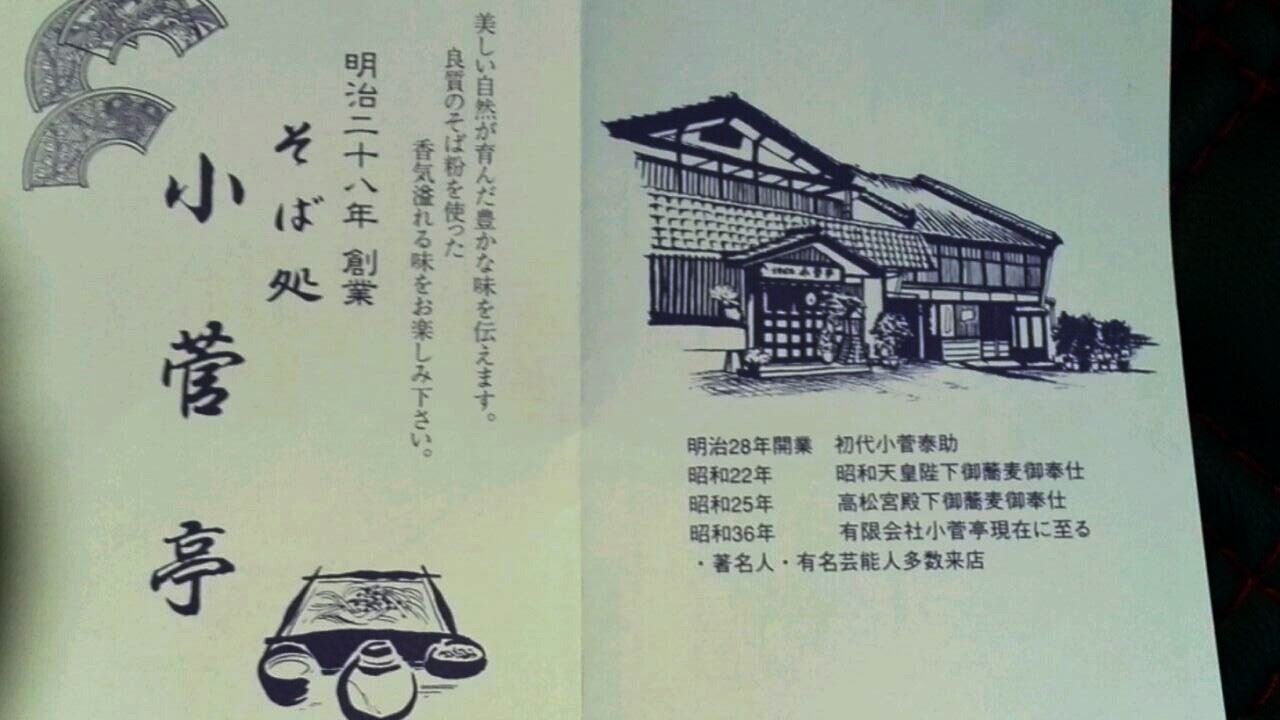 美しい自然が育んだ豊かな味を伝えます。
良質のそば粉を使った
香気溢れる味をお楽しみ下さい。
明治二十八年 創業
そば処
小菅亭
小菅亭
明治28年開業 初代小菅泰助
昭和22年 昭和天皇陛下御蕎麦御奉仕
昭和25年 高松宮殿下御蕎麦御奉仕
昭和36年 有限会社小菅亭現在に至る
・著名人・有名芸能人多数来店